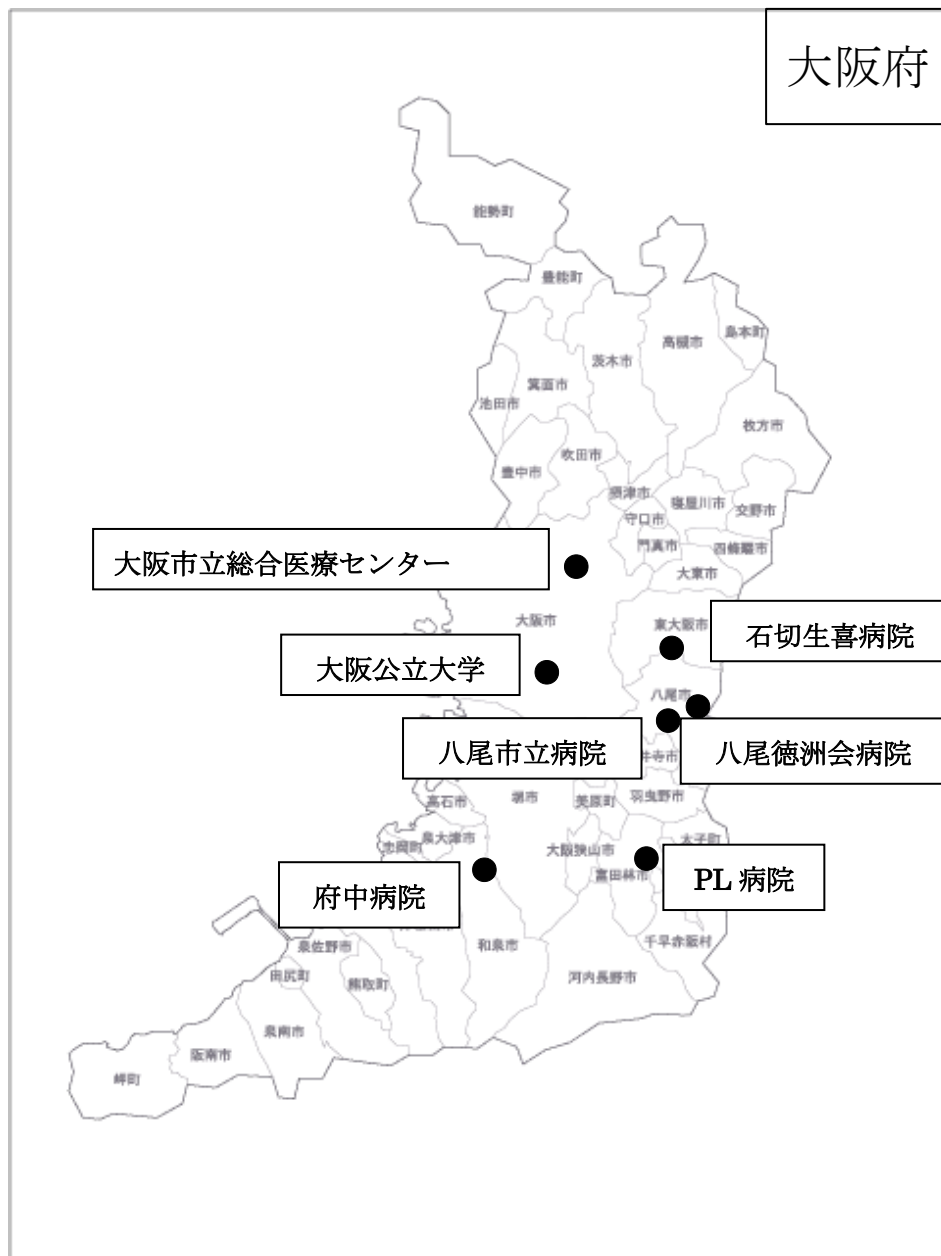 大阪府
能勢町
豊能町
島本町
高槻市
茨木市
箕面市
池田市
枚方市
吹田市
豊中市
摂津市
寝屋川市
交野市
守口市
門真市
四條畷市
大阪市立総合医療センター
大東市
大阪市
東大阪市
石切生喜病院
大阪公立大学
八尾市
八尾市立病院
八尾徳洲会病院
井寺市
高石市
堺市
美原町
羽曳野市
泉大津市
忠岡町
太子町
大阪狭山市
富田林市
PL 病院
府中病院
和泉市
千早赤阪村
泉佐野市
田尻町
熊取町
河内長野市
泉南市
阪南市
岬町